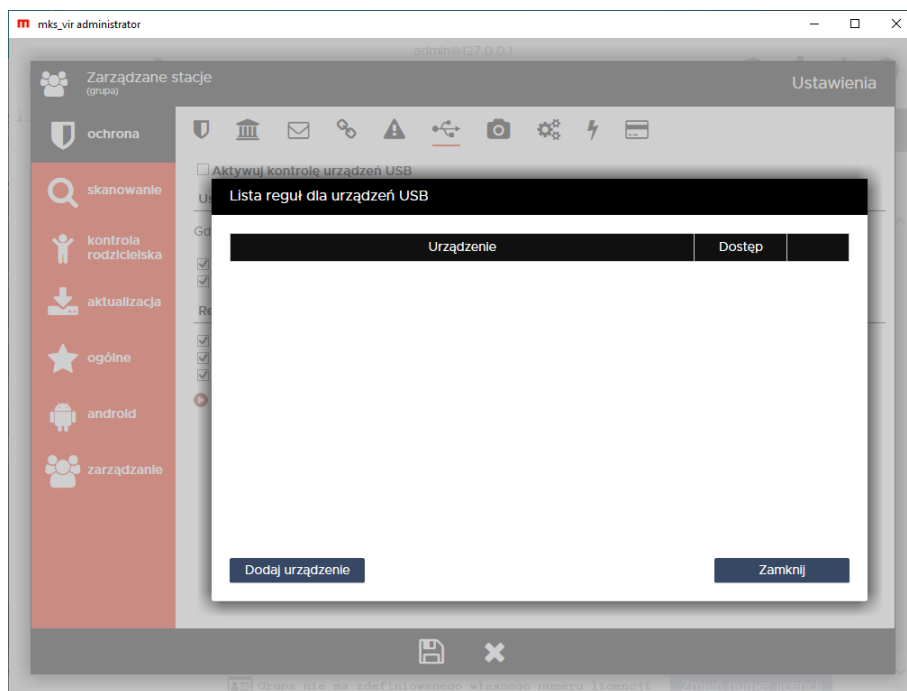 mks_vir administrator
admin@127.0.0.1
Zarządzane stacje
(grupa)
Ustawienia
ochrona
skanowanie
kontrola
rodzicielska
aktualizacja
ogólne
android
zarządzanie
Aktywuj kontrolę urządzeń USB
Lista reguł dla urządzeń USB
Urządzenie
Dostęp
Dodaj urządzenie
Zamknij
Grupa nie ma zdefiniowanego własnego numeru licencji
Zmień numer licencji